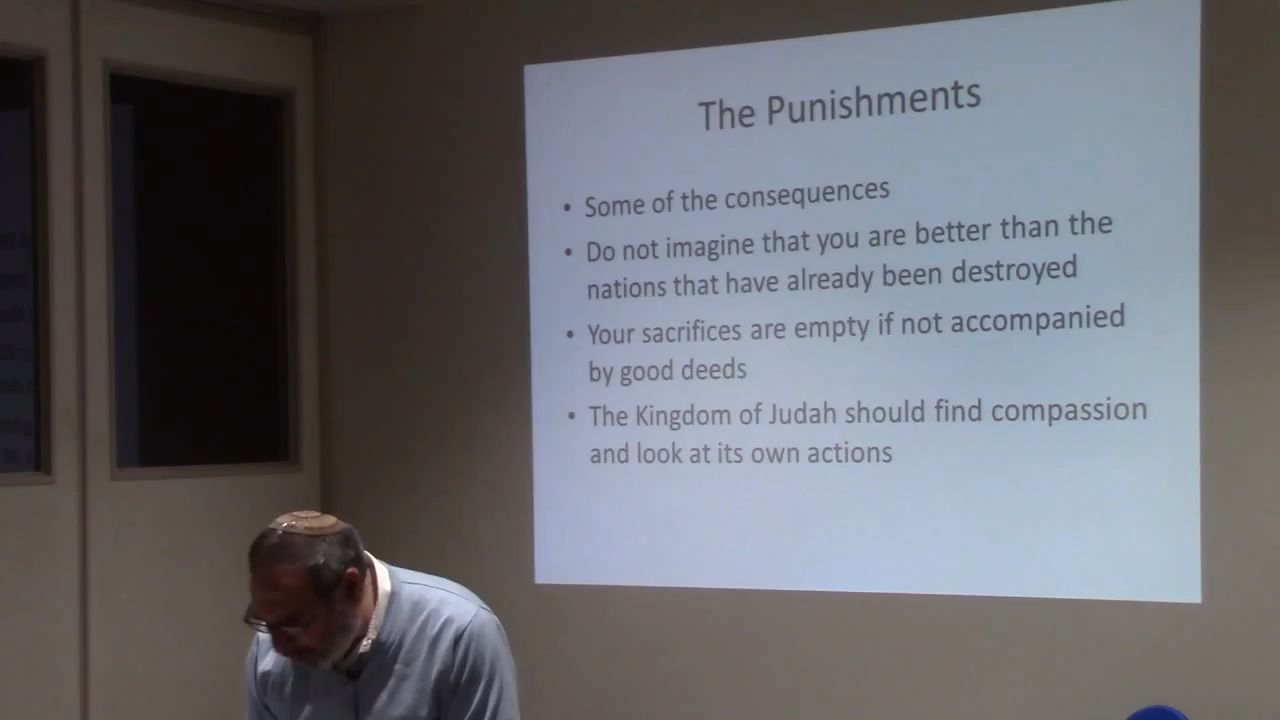 The Punishments
• Some of the consequences
• Do not imagine that you are better than the
nations that have already been destroyed
• Your sacrifices are empty if not accompanied
by good deeds
• The Kingdom of Judah should find compassion
and look at its own actions